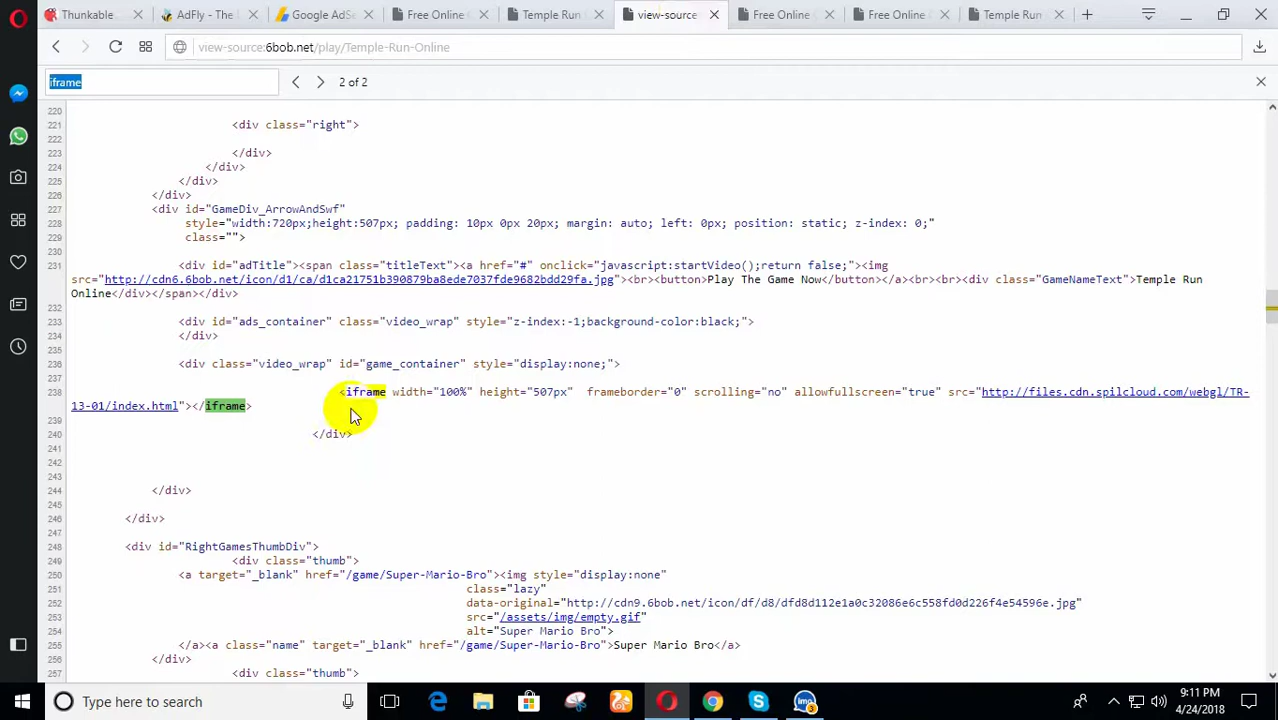 Thunkable
AdFly - The
Google AdSe
Free Online
Temple Run
view-source
Free Online
Free Online
Temple Run
view-source:6bob.net/play/Temple-Run-Online
iframe
2 of 2
220
221 <div class="right">
222
223 </div>
224 </div>
225 </div>
226 </div>
227 <div id="GameDiv_ArrowAndSwf"
228 style="width:720px;height:507px; padding: 10px 0px 20px; margin: auto; left: 0px; position: static; z-index: 0;"
229 class="">
230
231 <div id="adTitle"><span class="titleText"><a href="#" onclick="javascript:startVideo();return false;"><img
src="http://cdn6.6bob.net/icon/d1/ca/d1ca21751b390879ba8ede7037fde9682bdd29fa.jpg"><br><button>Play The Game Now</button></a><br><br><div class="GameNameText">Temple Run
Online</div></span></div>
232
233 <div id="ads_container" class="video_wrap" style="z-index:-1;background-color:black;">
234 </div>
235
236 <div class="video_wrap" id="game_container" style="display:none;">
237
238 <iframe width="100%" height="507px" frameborder="0" scrolling="no" allowfullscreen="true" src="http://files.cdn.spilcloud.com/webgl/TR-
13-01/index.html"></iframe>
239
240 </div>
241
242
243
244 </div>
245
246 </div>
247
248 <div id="RightGamesThumbDiv">
249 <div class="thumb">
250 <a target="_blank" href="/game/Super-Mario-Bro"><img style="display:none"
251 class="lazy"
252 data-original="http://cdn9.6bob.net/icon/df/d8/dfd8d112e1a0c32086e6c558fd0d226f4e54596e.jpg"
253 src="/assets/img/empty.gif"
254 alt="Super Mario Bro">
255 </a><a class="name" target="_blank" href="/game/Super-Mario-Bro">Super Mario Bro</a>
256 </div>
257 <div class="thumb">
Type here to search
9:11 PM
4/24/2018